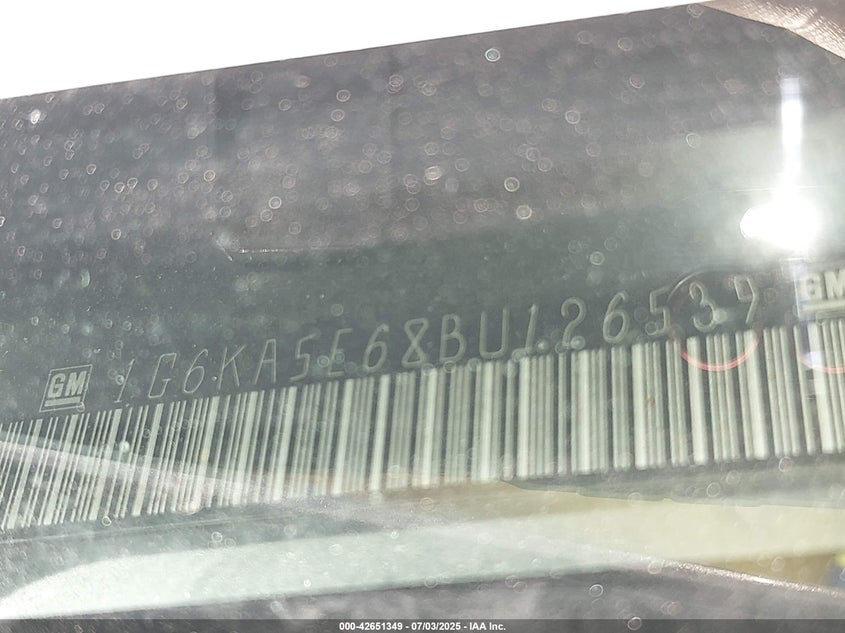 GM 1G6KA5E68BU126539 GM
000-42651349 - 07/03/2025 - IAA Inc.